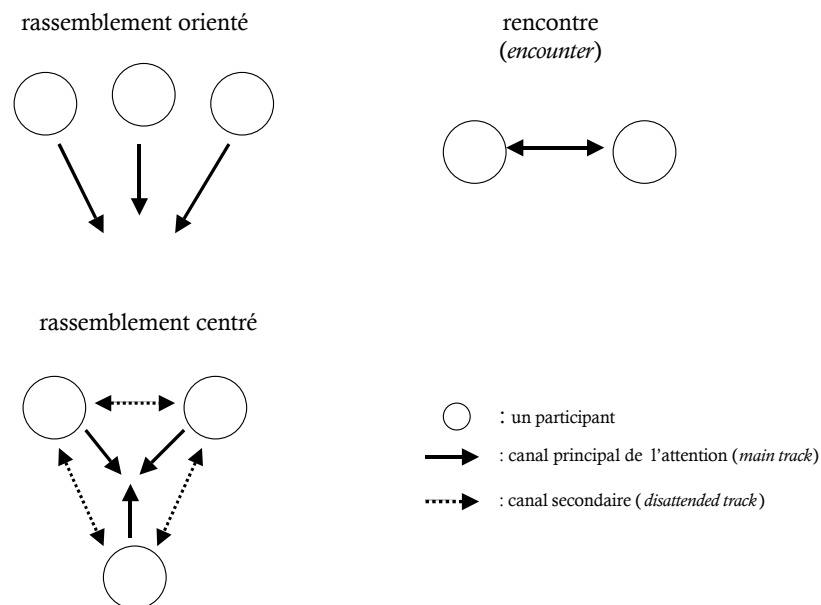 rassemblement orienté
rencontre
(encounter)
rassemblement centré
: un participant
: canal principal de l'attention (main track)
: canal secondaire ( disattended track)